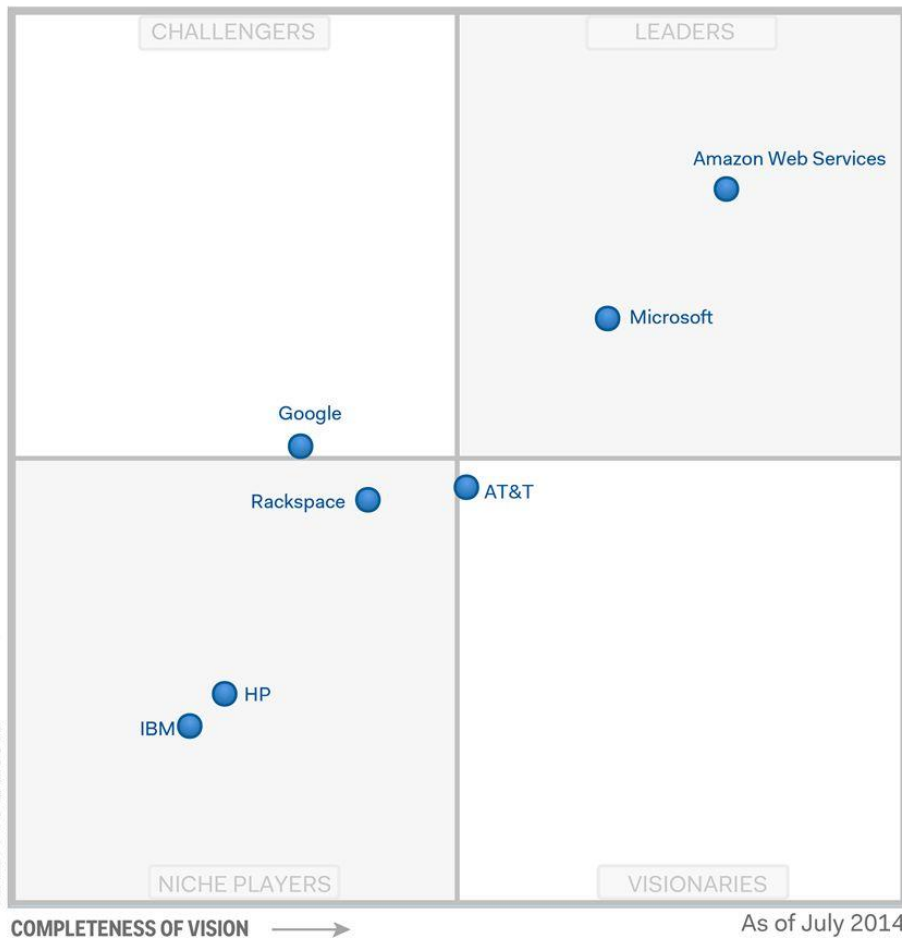 CHALLENGERS
LEADERS
Amazon Web Services
Microsoft
Google
Rackspace
AT&T
HP
IBM
NICHE PLAYERS
VISIONARIES
COMPLETENESS OF VISION
As of July 2014